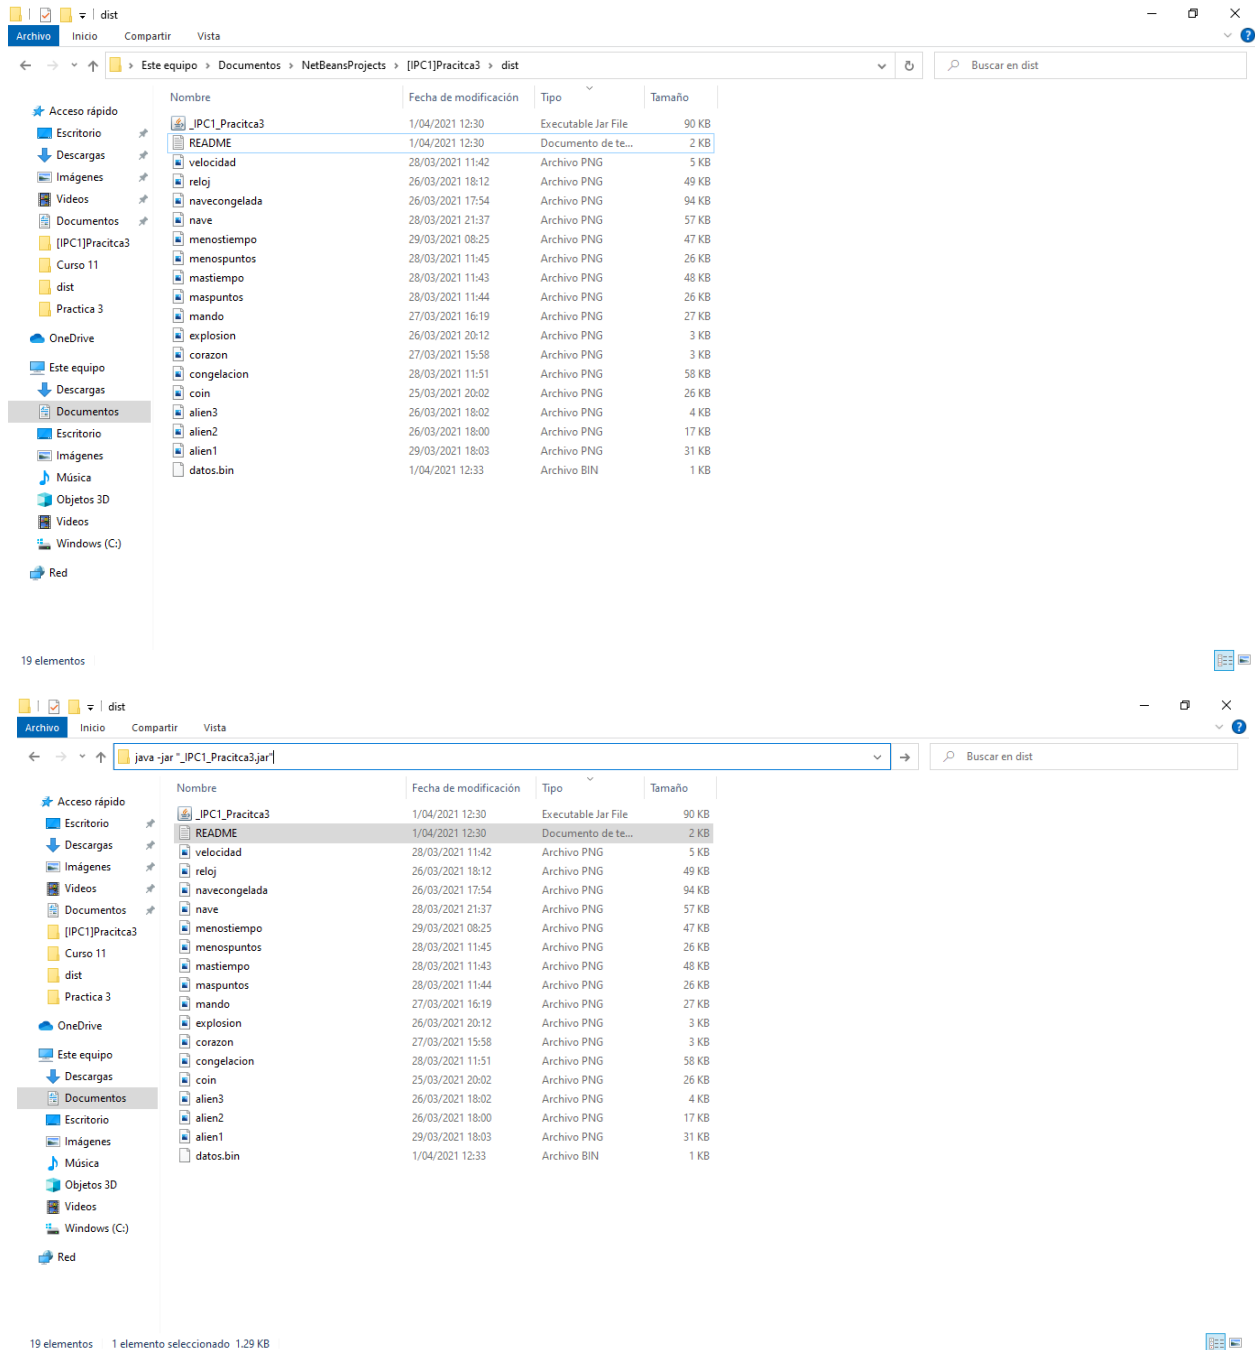 dist
Archivo Inicio Compartir Vista
Este equipo > Documentos > NetBeansProjects > [IPC1]Pracitca3 > dist
Buscar en dist
Nombre Fecha de modificación Tipo Tamaño
Acceso rápido
Escritorio
Descargas
Imágenes
Videos
Documentos
[IPC1]Pracitca3
Curso 11
dist
Practica 3
OneDrive
Este equipo
Descargas
Documentos
Escritorio
Imágenes
Música
Objetos 3D
Videos
Windows (C:)
Red
_IPC1_Pracitca3 1/04/2021 12:30 Executable Jar File 90 KB
README 1/04/2021 12:30 Documento de te... 2 KB
velocidad 28/03/2021 11:42 Archivo PNG 5 KB
reloj 26/03/2021 18:12 Archivo PNG 49 KB
navecongelada 26/03/2021 17:54 Archivo PNG 94 KB
nave 28/03/2021 21:37 Archivo PNG 57 KB
menostiempo 29/03/2021 08:25 Archivo PNG 47 KB
menospuntos 28/03/2021 11:45 Archivo PNG 26 KB
mastiempo 28/03/2021 11:43 Archivo PNG 48 KB
maspuntos 28/03/2021 11:44 Archivo PNG 26 KB
mando 27/03/2021 16:19 Archivo PNG 27 KB
explosion 26/03/2021 20:12 Archivo PNG 3 KB
corazon 27/03/2021 15:58 Archivo PNG 3 KB
congelacion 28/03/2021 11:51 Archivo PNG 58 KB
coin 25/03/2021 20:02 Archivo PNG 26 KB
alien3 26/03/2021 18:02 Archivo PNG 4 KB
alien2 26/03/2021 18:00 Archivo PNG 17 KB
alien1 29/03/2021 18:03 Archivo PNG 31 KB
datos.bin 1/04/2021 12:33 Archivo BIN 1 KB
19 elementos
dist
Archivo Inicio Compartir Vista
java -jar "_IPC1_Pracitca3.jar"
Buscar en dist
Nombre Fecha de modificación Tipo Tamaño
Acceso rápido
Escritorio
Descargas
Imágenes
Videos
Documentos
[IPC1]Pracitca3
Curso 11
dist
Practica 3
OneDrive
Este equipo
Descargas
Documentos
Escritorio
Imágenes
Música
Objetos 3D
Videos
Windows (C:)
Red
_IPC1_Pracitca3 1/04/2021 12:30 Executable Jar File 90 KB
README 1/04/2021 12:30 Documento de te... 2 KB
velocidad 28/03/2021 11:42 Archivo PNG 5 KB
reloj 26/03/2021 18:12 Archivo PNG 49 KB
navecongelada 26/03/2021 17:54 Archivo PNG 94 KB
nave 28/03/2021 21:37 Archivo PNG 57 KB
menostiempo 29/03/2021 08:25 Archivo PNG 47 KB
menospuntos 28/03/2021 11:45 Archivo PNG 26 KB
mastiempo 28/03/2021 11:43 Archivo PNG 48 KB
maspuntos 28/03/2021 11:44 Archivo PNG 26 KB
mando 27/03/2021 16:19 Archivo PNG 27 KB
explosion 26/03/2021 20:12 Archivo PNG 3 KB
corazon 27/03/2021 15:58 Archivo PNG 3 KB
congelacion 28/03/2021 11:51 Archivo PNG 58 KB
coin 25/03/2021 20:02 Archivo PNG 26 KB
alien3 26/03/2021 18:02 Archivo PNG 4 KB
alien2 26/03/2021 18:00 Archivo PNG 17 KB
alien1 29/03/2021 18:03 Archivo PNG 31 KB
datos.bin 1/04/2021 12:33 Archivo BIN 1 KB
19 elementos 1 elemento seleccionado 1.29 KB